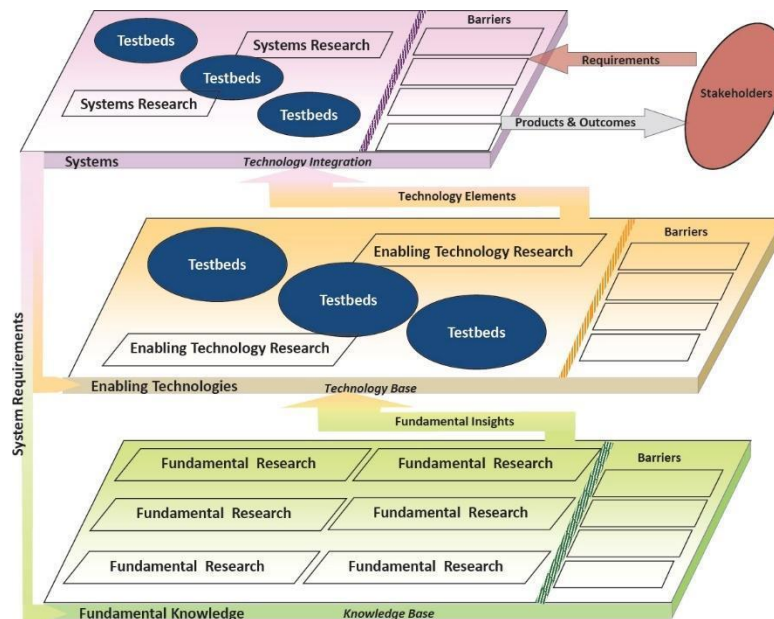 Testbeds
Barriers
Systems Research
Testbeds
Requirements
Systems Research
Testbeds
Stakeholders
Products & Outcomes
Systems
Technology Integration
Technology Elements
Barriers
Enabling Technology Research
Testbeds
Testbeds
Testbeds
Enabling Technology Research
Enabling Technologies
Technology Base
System Requirements
Fundamental Insights
Barriers
Fundamental Research
Fundamental Research
Fundamental Research
Fundamental Research
Fundamental Research
Fundamental Research
Fundamental Knowledge
Knowledge Base